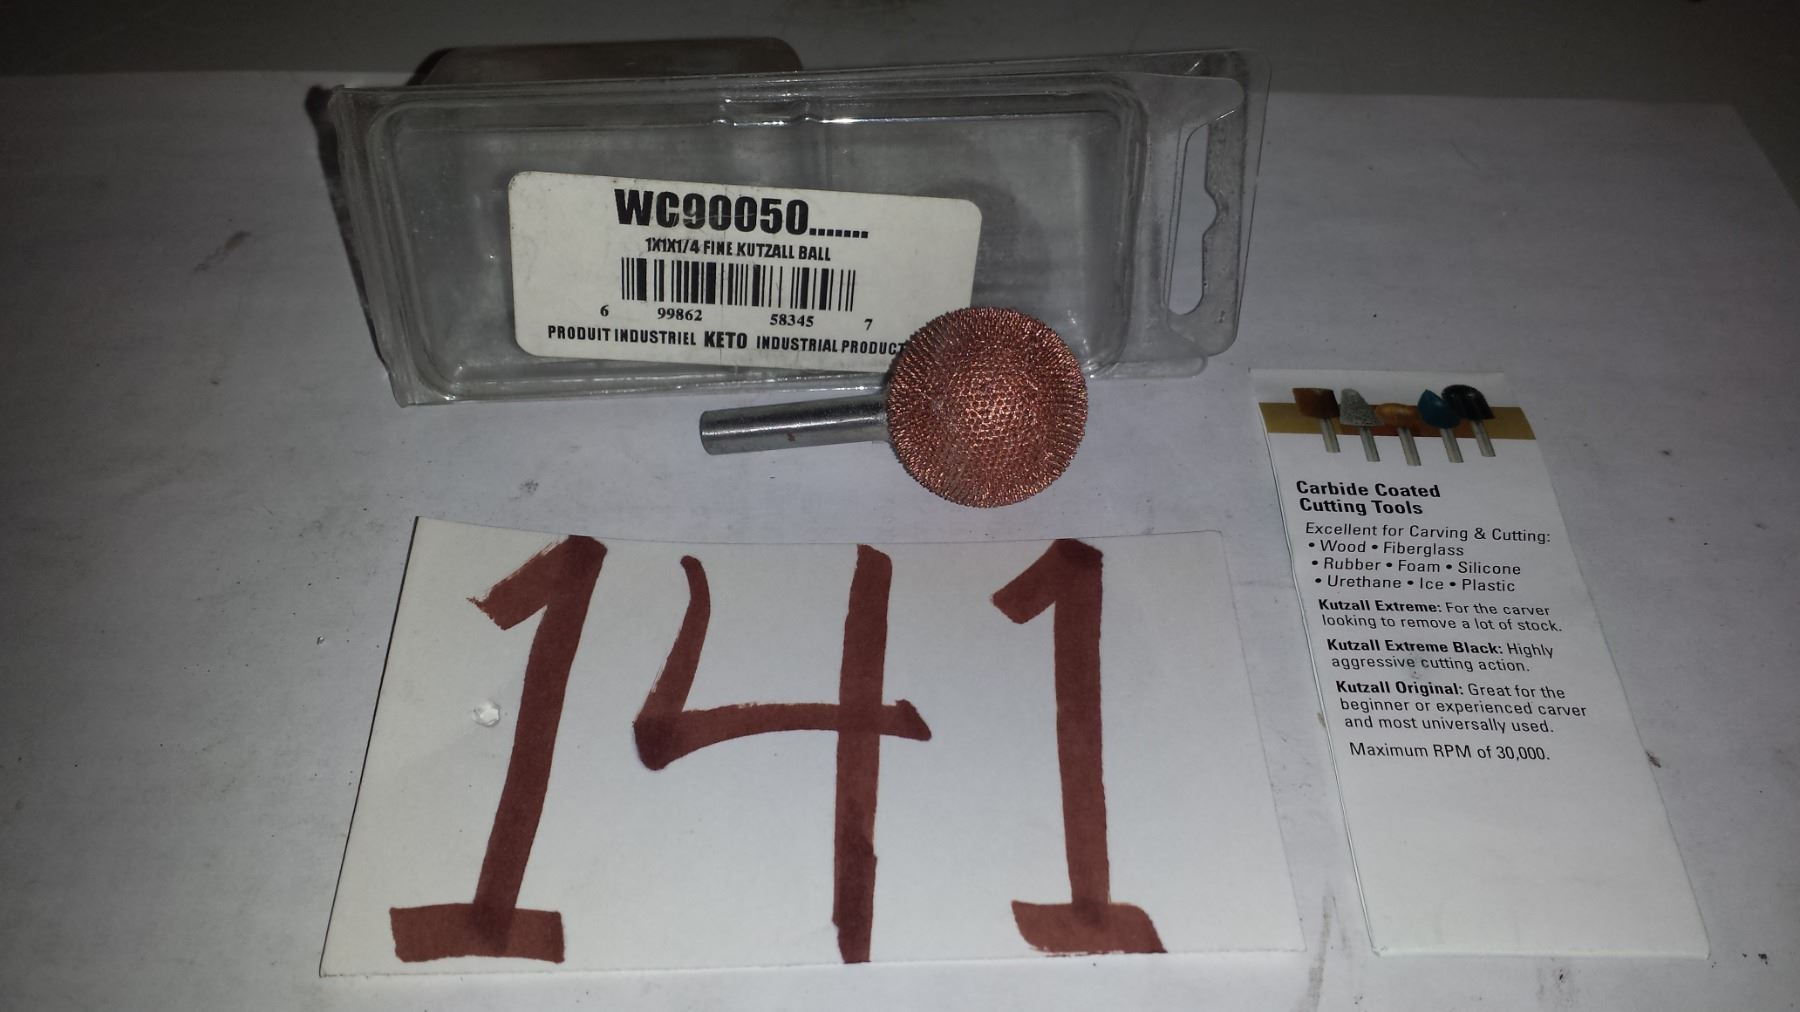 WC90050.......
1X1X1/4 FINE KUTZALL BALL
6 99862 58345 7
PRODUIT INDUSTRIEL KETO INDUSTRIAL PRODUCT
141
Carbide Coated
Cutting Tools
Excellent for Carving & Cutting:
• Wood • Fiberglass
• Rubber • Foam • Silicone
• Urethane • Ice • Plastic
Kutzall Extreme: For the carver
looking to remove a lot of stock.
Kutzall Extreme Black: Highly
aggressive cutting action.
Kutzall Original: Great for the
beginner or experienced carver
and most universally used.
Maximum RPM of 30,000.